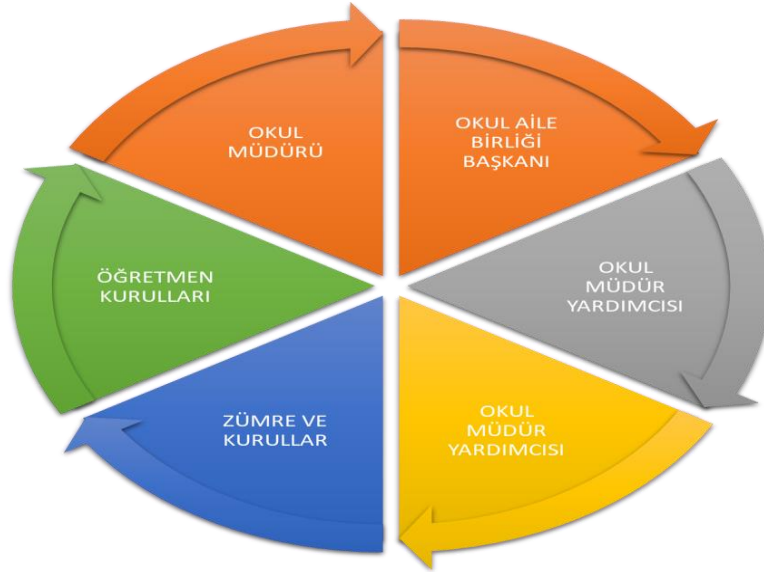 OKUL
MÜDÜRÜ
OKUL AİLE
BİRLİĞİ
BAŞKANI
OKUL
MÜDÜR
YARDIMCISI
OKUL
MÜDÜR
YARDIMCISI
ZÜMRE VE
KURULLAR
ÖĞRETMEN
KURULLARI